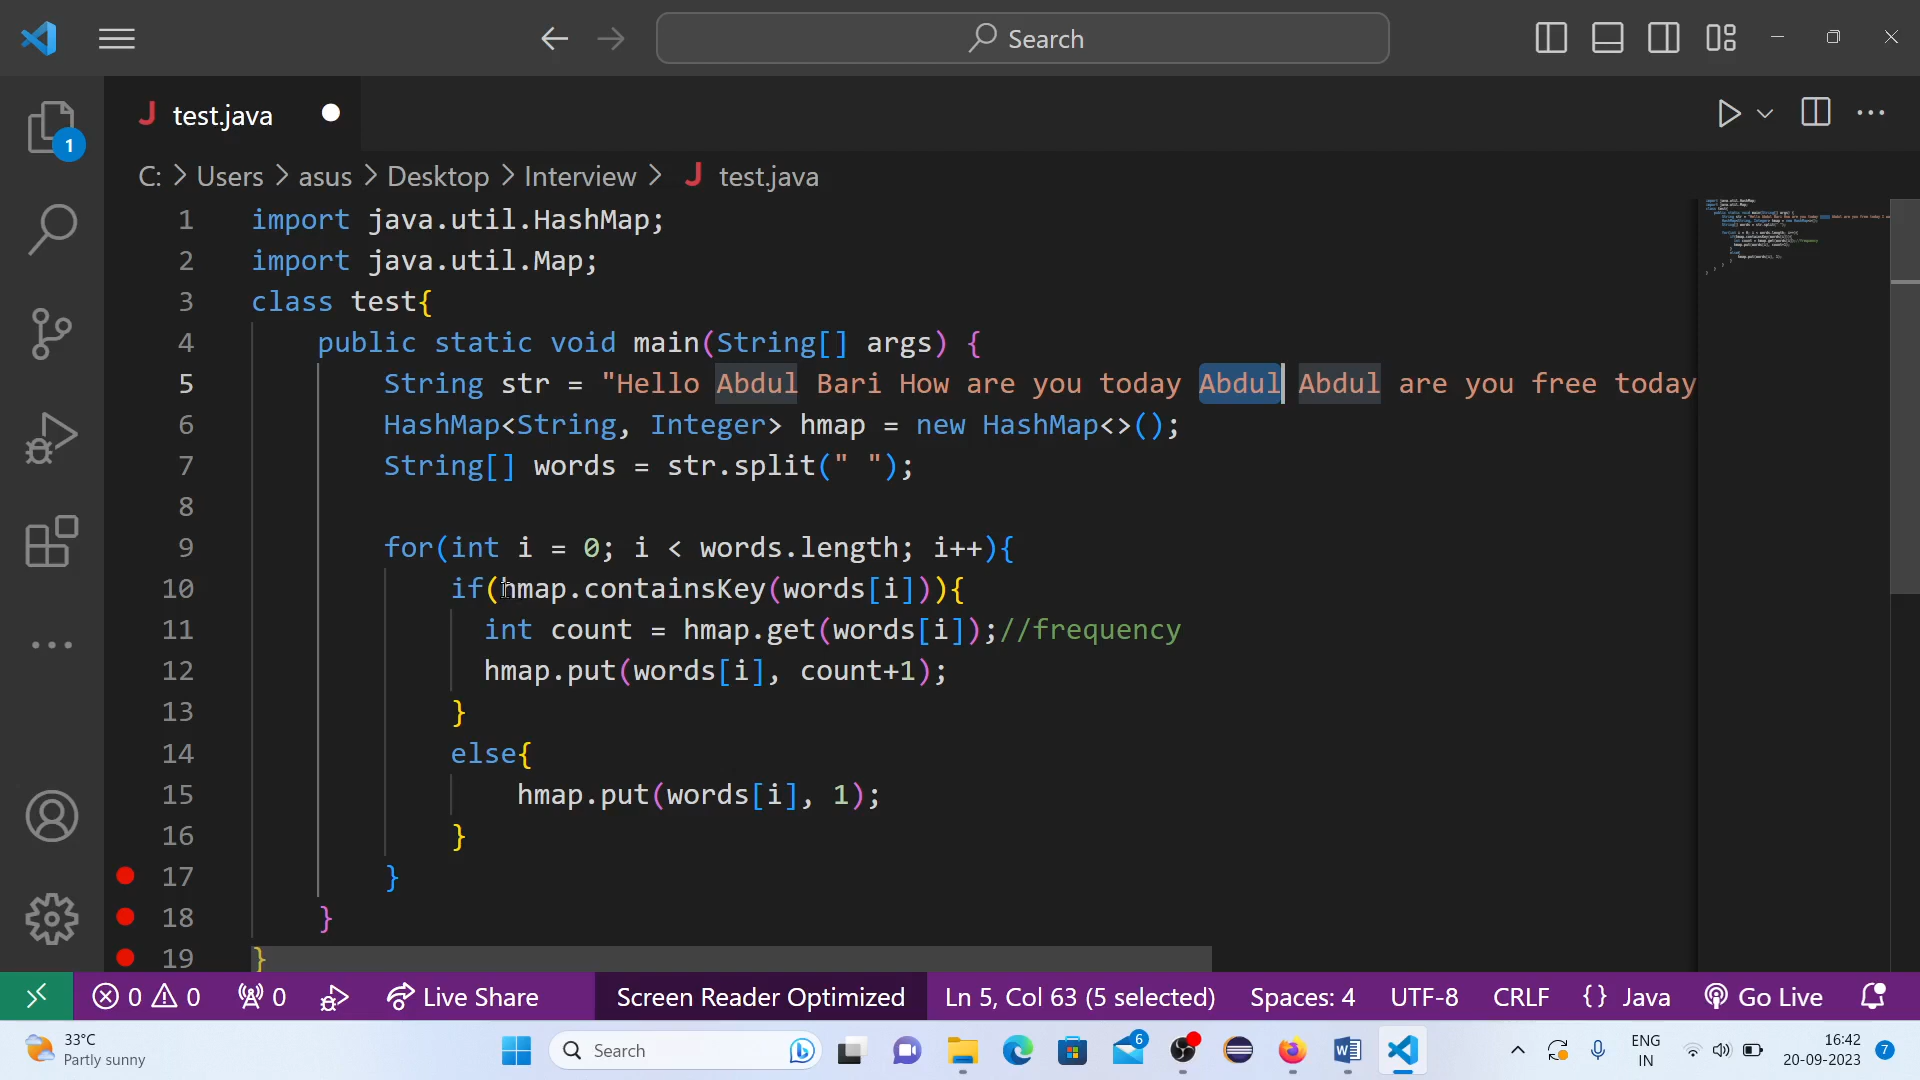 Search
J test.java
1
C: > Users > asus > Desktop > Interview > J test.java
1 import java.util.HashMap;
2 import java.util.Map;
3 class test{
4 public static void main(String[] args) {
5 String str = "Hello Abdul Bari How are you today Abdul Abdul are you free today
6 HashMap<String, Integer> hmap = new HashMap<>();
7 String[] words = str.split(" ");
8
9 for(int i = 0; i < words.length; i++){
10 if(hmap.containsKey(words[i])){
11 int count = hmap.get(words[i]);//frequency
12 hmap.put(words[i], count+1);
13 }
14 else{
15 hmap.put(words[i], 1);
16 }
17 }
18 }
19 }
0 0 0 Live Share Screen Reader Optimized Ln 5, Col 63 (5 selected) Spaces: 4 UTF-8 CRLF {} Java Go Live
33°C
Partly sunny
Search
6
ENG
IN
16:42
20-09-2023
7